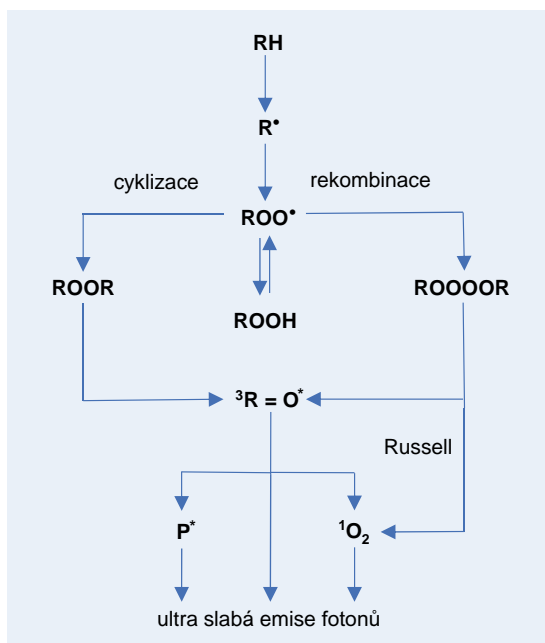 RH
R•
cyklizace rekombinace
ROO•
ROOR ROOOOR
ROOH
³R = O*
Russell
P* ¹O₂
ultra slabá emise fotonů